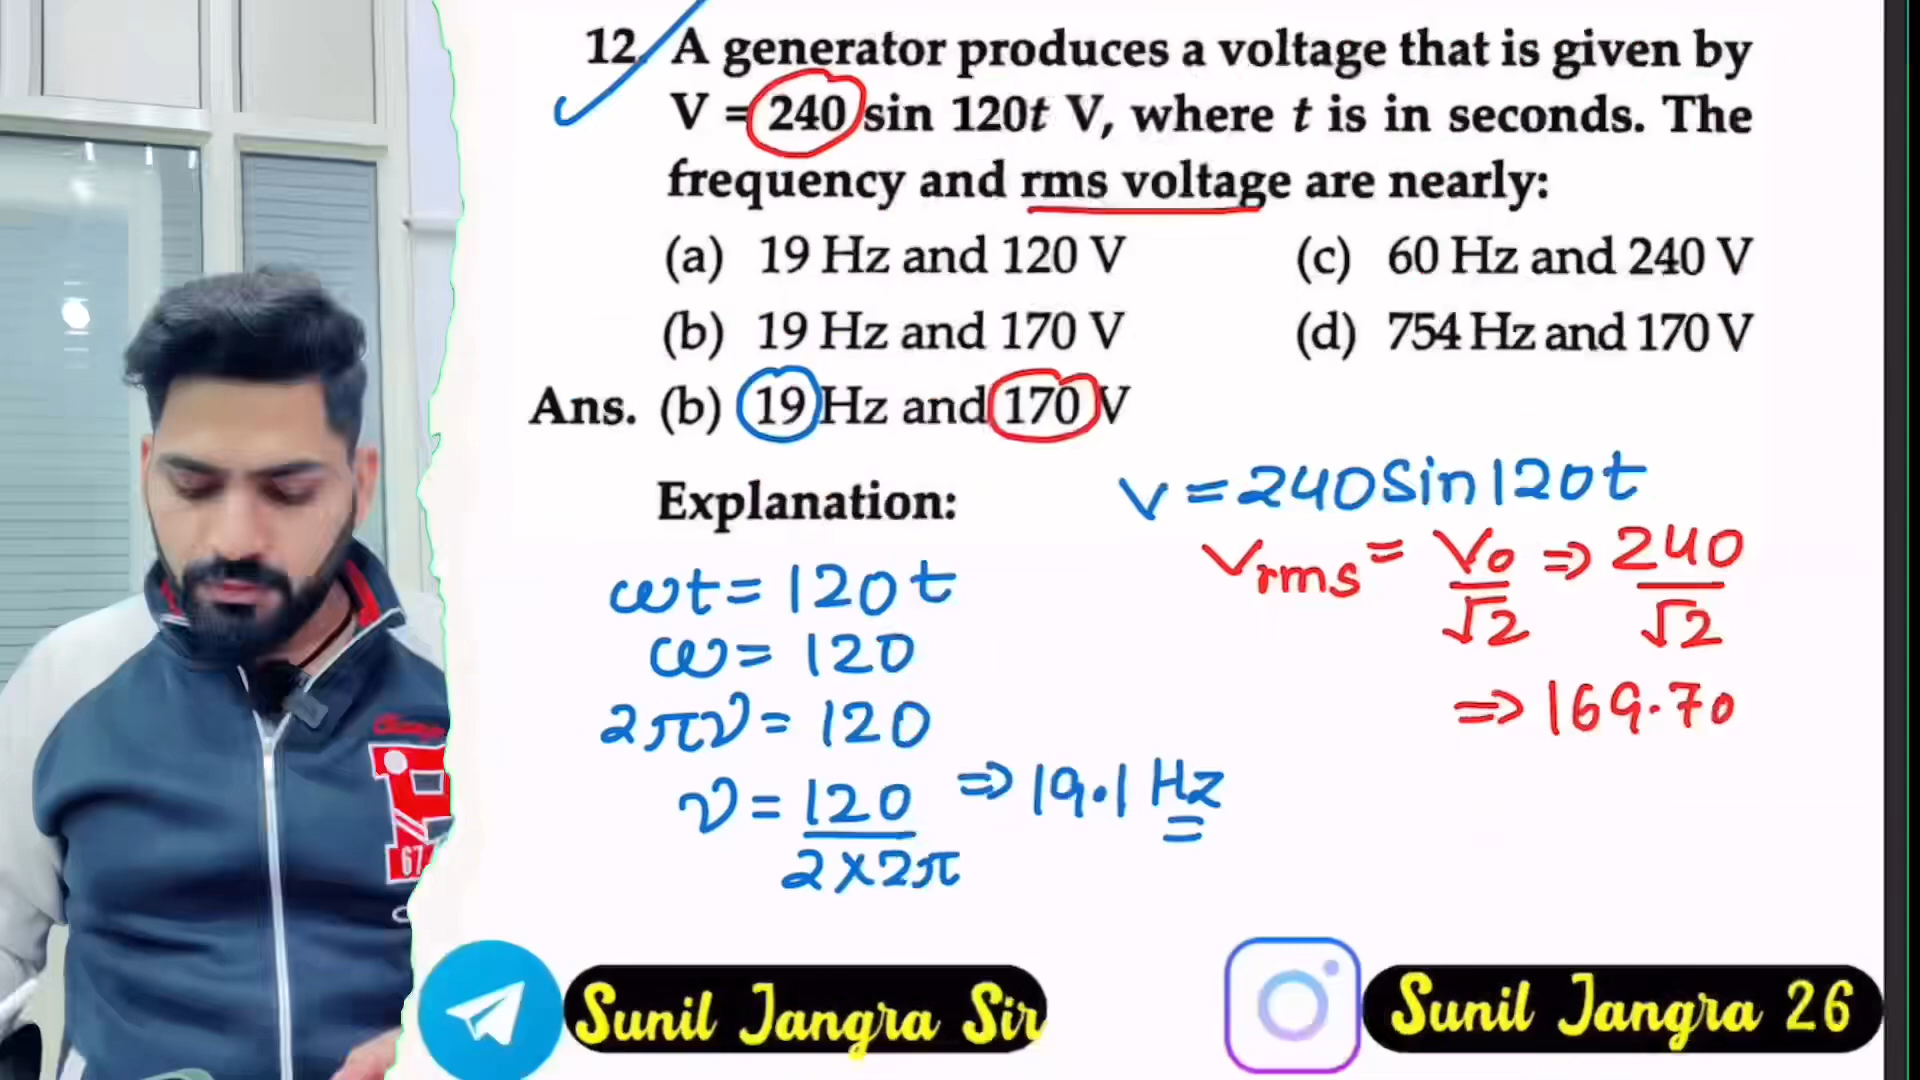 12. A generator produces a voltage that is given by
V = 240 sin 120t V, where t is in seconds. The
frequency and rms voltage are nearly:
(a) 19 Hz and 120 V (c) 60 Hz and 240 V
(b) 19 Hz and 170 V (d) 754 Hz and 170 V
Ans. (b) 19 Hz and 170 V
Explanation:
V = 240 Sin 120t
Vrms = V₀/√2 ⇒ 240/√2
⇒ 169.70
ωt = 120t
ω = 120
2πν = 120
ν = 120/2×2π ⇒ 19.1 Hz
67
Sunil Jangra Sir
Sunil Jangra 26